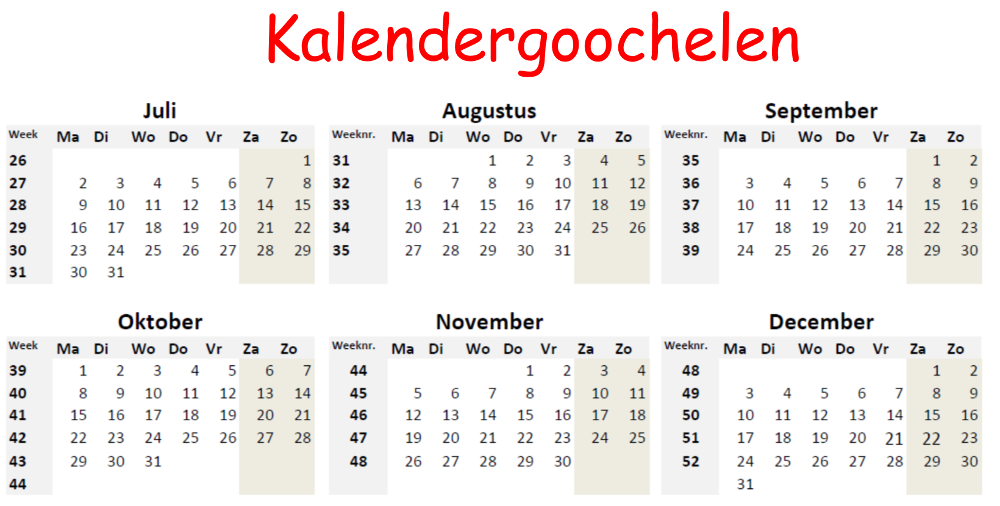 Kalendergoochelen
Juli
Week Ma Di Wo Do Vr Za Zo
26 1
27 2 3 4 5 6 7 8
28 9 10 11 12 13 14 15
29 16 17 18 19 20 21 22
30 23 24 25 26 27 28 29
31 30 31
Augustus
Weeknr. Ma Di Wo Do Vr Za Zo
31 1 2 3 4 5
32 6 7 8 9 10 11 12
33 13 14 15 16 17 18 19
34 20 21 22 23 24 25 26
35 27 28 29 30 31
September
Weeknr. Ma Di Wo Do Vr Za Zo
35 1 2
36 3 4 5 6 7 8 9
37 10 11 12 13 14 15 16
38 17 18 19 20 21 22 23
39 24 25 26 27 28 29 30
Oktober
Week Ma Di Wo Do Vr Za Zo
39 1 2 3 4 5 6 7
40 8 9 10 11 12 13 14
41 15 16 17 18 19 20 21
42 22 23 24 25 26 27 28
43 29 30 31
44
November
Weeknr. Ma Di Wo Do Vr Za Zo
44 1 2 3 4
45 5 6 7 8 9 10 11
46 12 13 14 15 16 17 18
47 19 20 21 22 23 24 25
48 26 27 28 29 30
December
Weeknr. Ma Di Wo Do Vr Za Zo
48 1 2
49 3 4 5 6 7 8 9
50 10 11 12 13 14 15 16
51 17 18 19 20 21 22 23
52 24 25 26 27 28 29 30
31